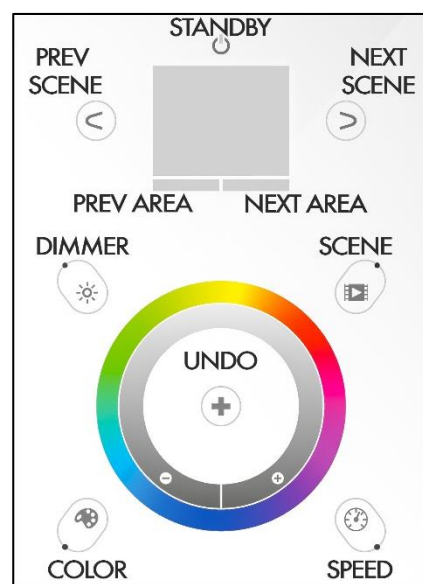 STANDBY
PREV
SCENE
NEXT
SCENE
PREV AREA
NEXT AREA
DIMMER
SCENE
UNDO
COLOR
SPEED